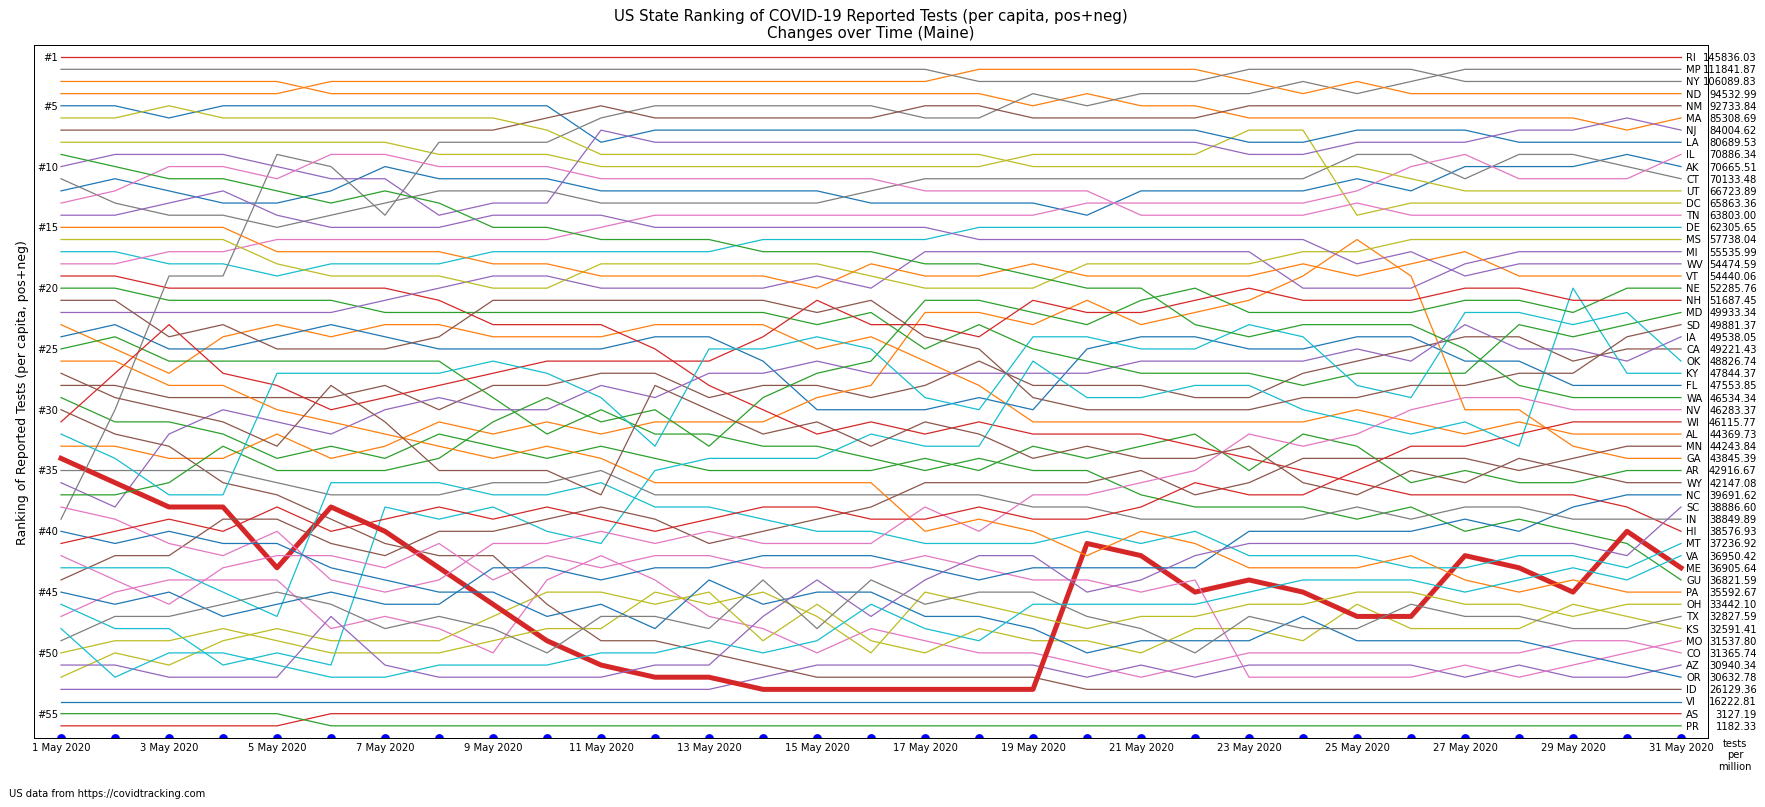 US State Ranking of COVID-19 Reported Tests (per capita, pos+neg)
Changes over Time (Maine)
Ranking of Reported Tests (per capita, pos+neg)
#1
#5
#10
#15
#20
#25
#30
#35
#40
#45
#50
#55
RI 145836.03
MP 111841.87
NY 106089.83
ND 94532.99
NM 92733.84
MA 85308.69
NJ 84004.62
LA 80689.53
IL 70886.34
AK 70665.51
CT 70133.48
UT 66723.89
DC 65863.36
TN 63803.00
DE 62305.65
MS 57738.04
MI 55535.99
WV 54474.59
VT 54440.06
NE 52285.76
NH 51687.45
MD 49933.34
SD 49881.37
IA 49538.05
CA 49221.43
OK 48826.74
KY 47844.37
FL 47553.85
WA 46534.34
NV 46283.37
WI 46115.77
AL 44369.73
MN 44243.84
GA 43845.39
AR 42916.67
WY 42147.08
NC 39691.62
SC 38886.60
IN 38849.89
HI 38576.93
MT 37236.92
VA 36950.42
ME 36905.64
GU 36821.59
PA 35592.67
OH 33442.10
TX 32827.59
KS 32591.41
MO 31537.80
CO 31365.74
AZ 30940.34
OR 30632.78
ID 26129.36
VI 16222.81
AS 3127.19
PR 1182.33
1 May 2020 3 May 2020 5 May 2020 7 May 2020 9 May 2020 11 May 2020 13 May 2020 15 May 2020 17 May 2020 19 May 2020 21 May 2020 23 May 2020 25 May 2020 27 May 2020 29 May 2020 31 May 2020
tests
per
million
US data from https://covidtracking.com